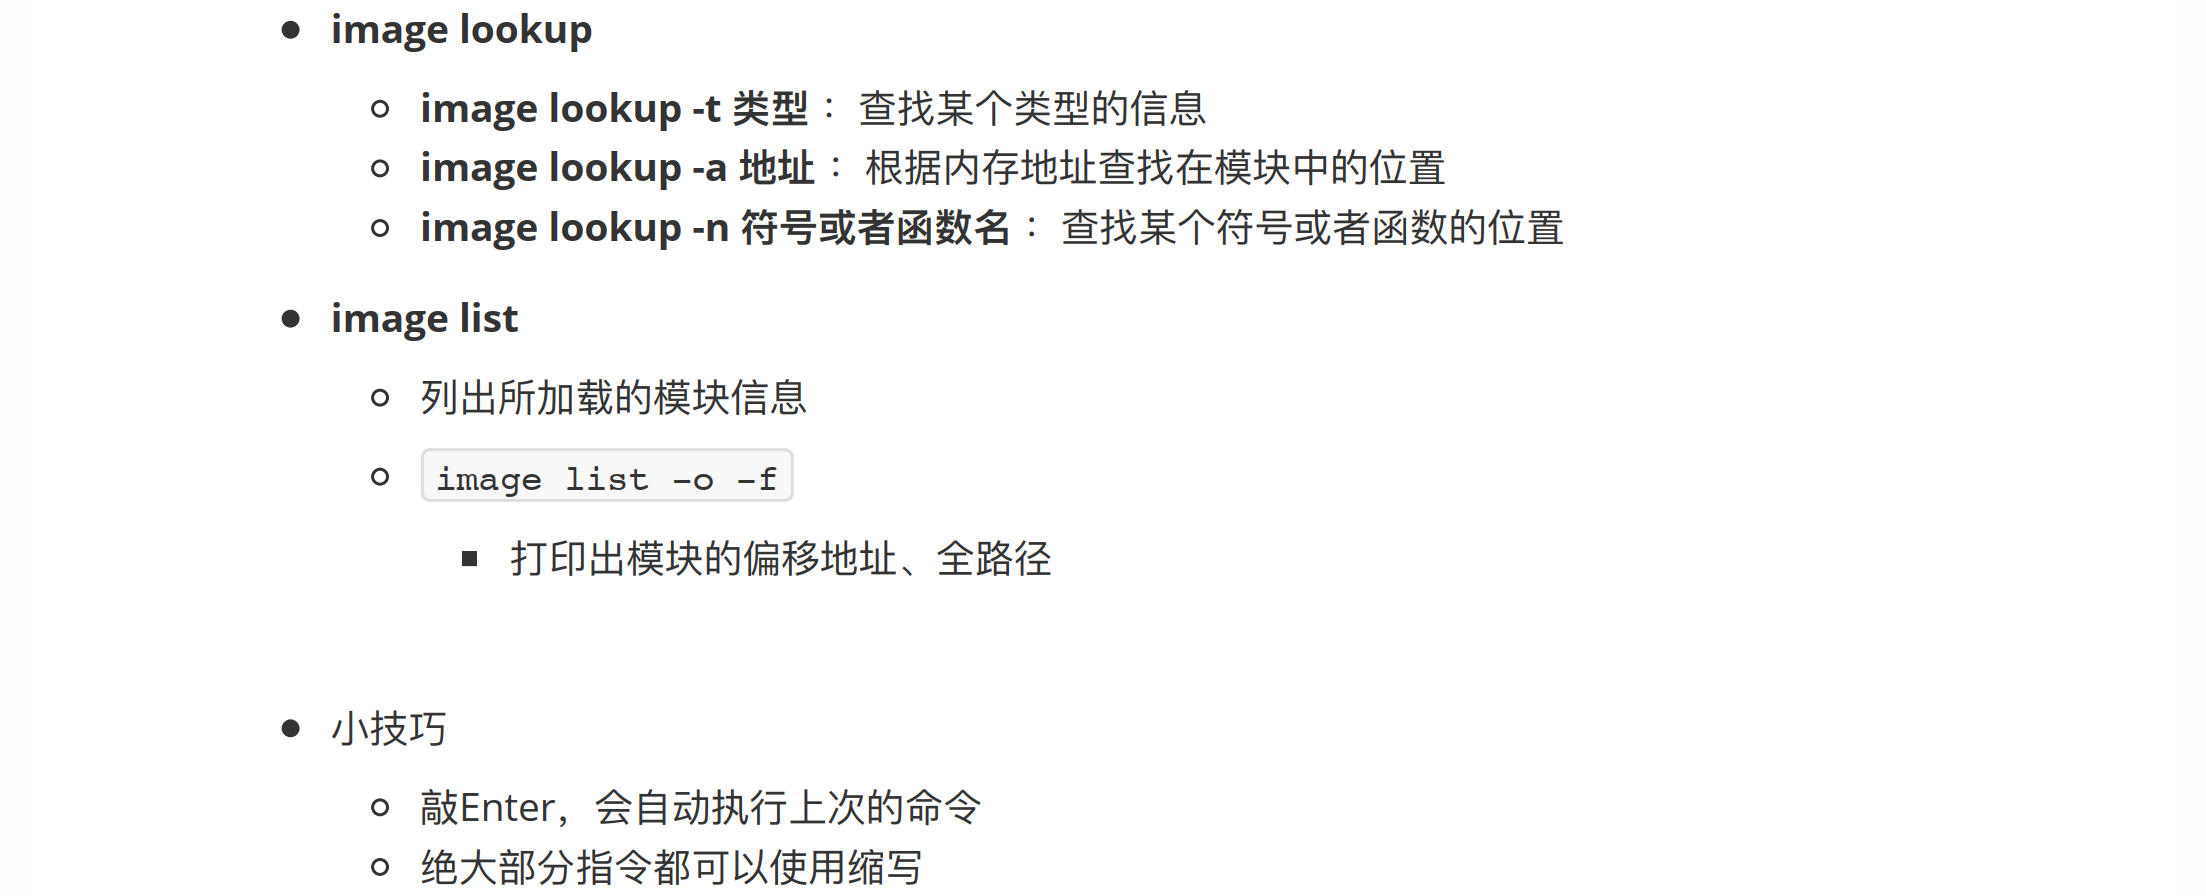 image lookup
image lookup -t 类型： 查找某个类型的信息
image lookup -a 地址： 根据内存地址查找在模块中的位置
image lookup -n 符号或者函数名： 查找某个符号或者函数的位置
image list
列出所加载的模块信息
image list -o -f
打印出模块的偏移地址、全路径
小技巧
敲Enter，会自动执行上次的命令
绝大部分指令都可以使用缩写